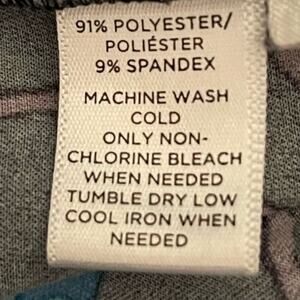 91% POLYESTER/
POLIÉSTER
9% SPANDEX
MACHINE WASH
COLD
ONLY NON-
CHLORINE BLEACH
WHEN NEEDED
TUMBLE DRY LOW
COOL IRON WHEN
NEEDED